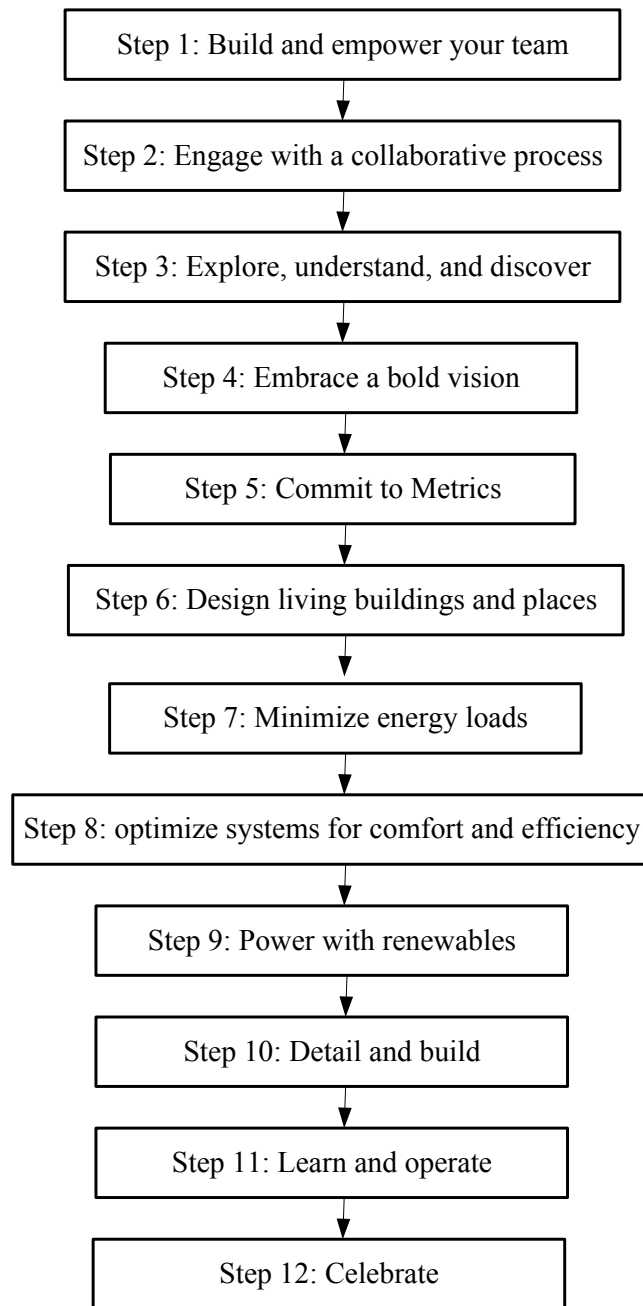 Step 1: Build and empower your team
Step 2: Engage with a collaborative process
Step 3: Explore, understand, and discover
Step 4: Embrace a bold vision
Step 5: Commit to Metrics
Step 6: Design living buildings and places
Step 7: Minimize energy loads
Step 8: optimize systems for comfort and efficiency
Step 9: Power with renewables
Step 10: Detail and build
Step 11: Learn and operate
Step 12: Celebrate